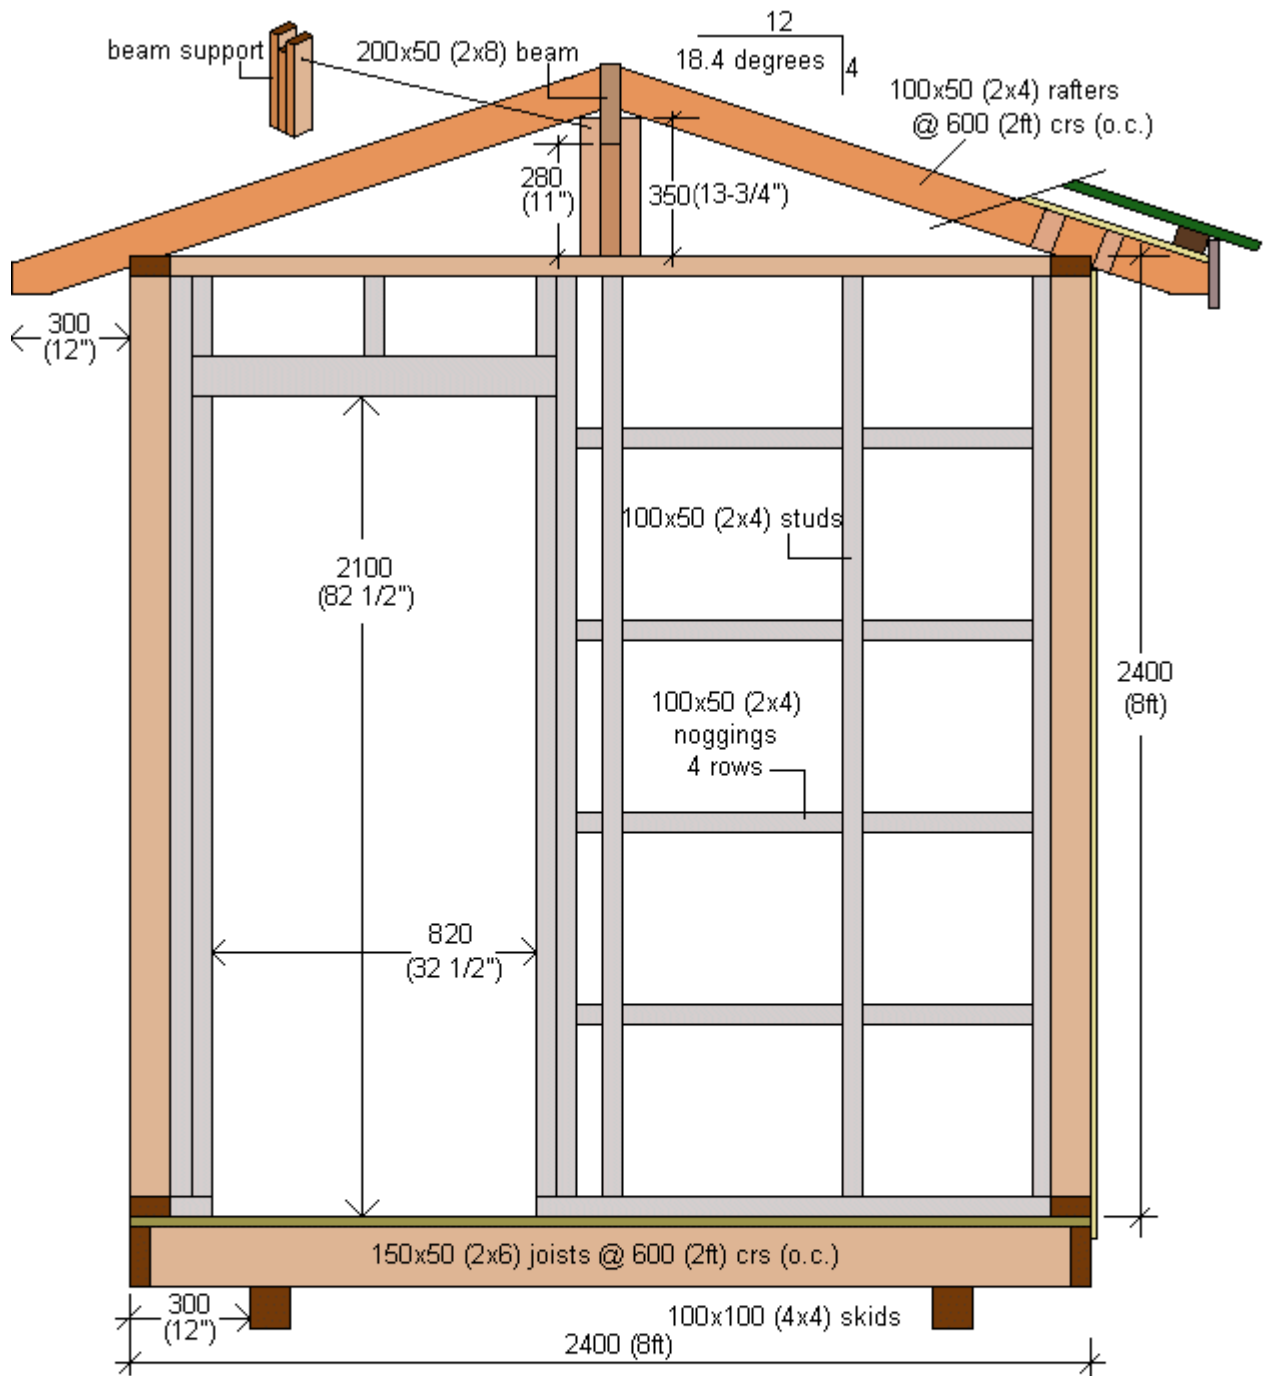 12
beam support
200x50 (2x8) beam
18.4 degrees
4
100x50 (2x4) rafters
@ 600 (2ft) crs (o.c.)
280
(11")
350(13-3/4")
300
(12")
100x50 (2x4) studs
2100
(82 1/2")
2400
(8ft)
100x50 (2x4)
noggings
4 rows
820
(32 1/2")
150x50 (2x6) joists @ 600 (2ft) crs (o.c.)
300
(12")
100x100 (4x4) skids
2400 (8ft)